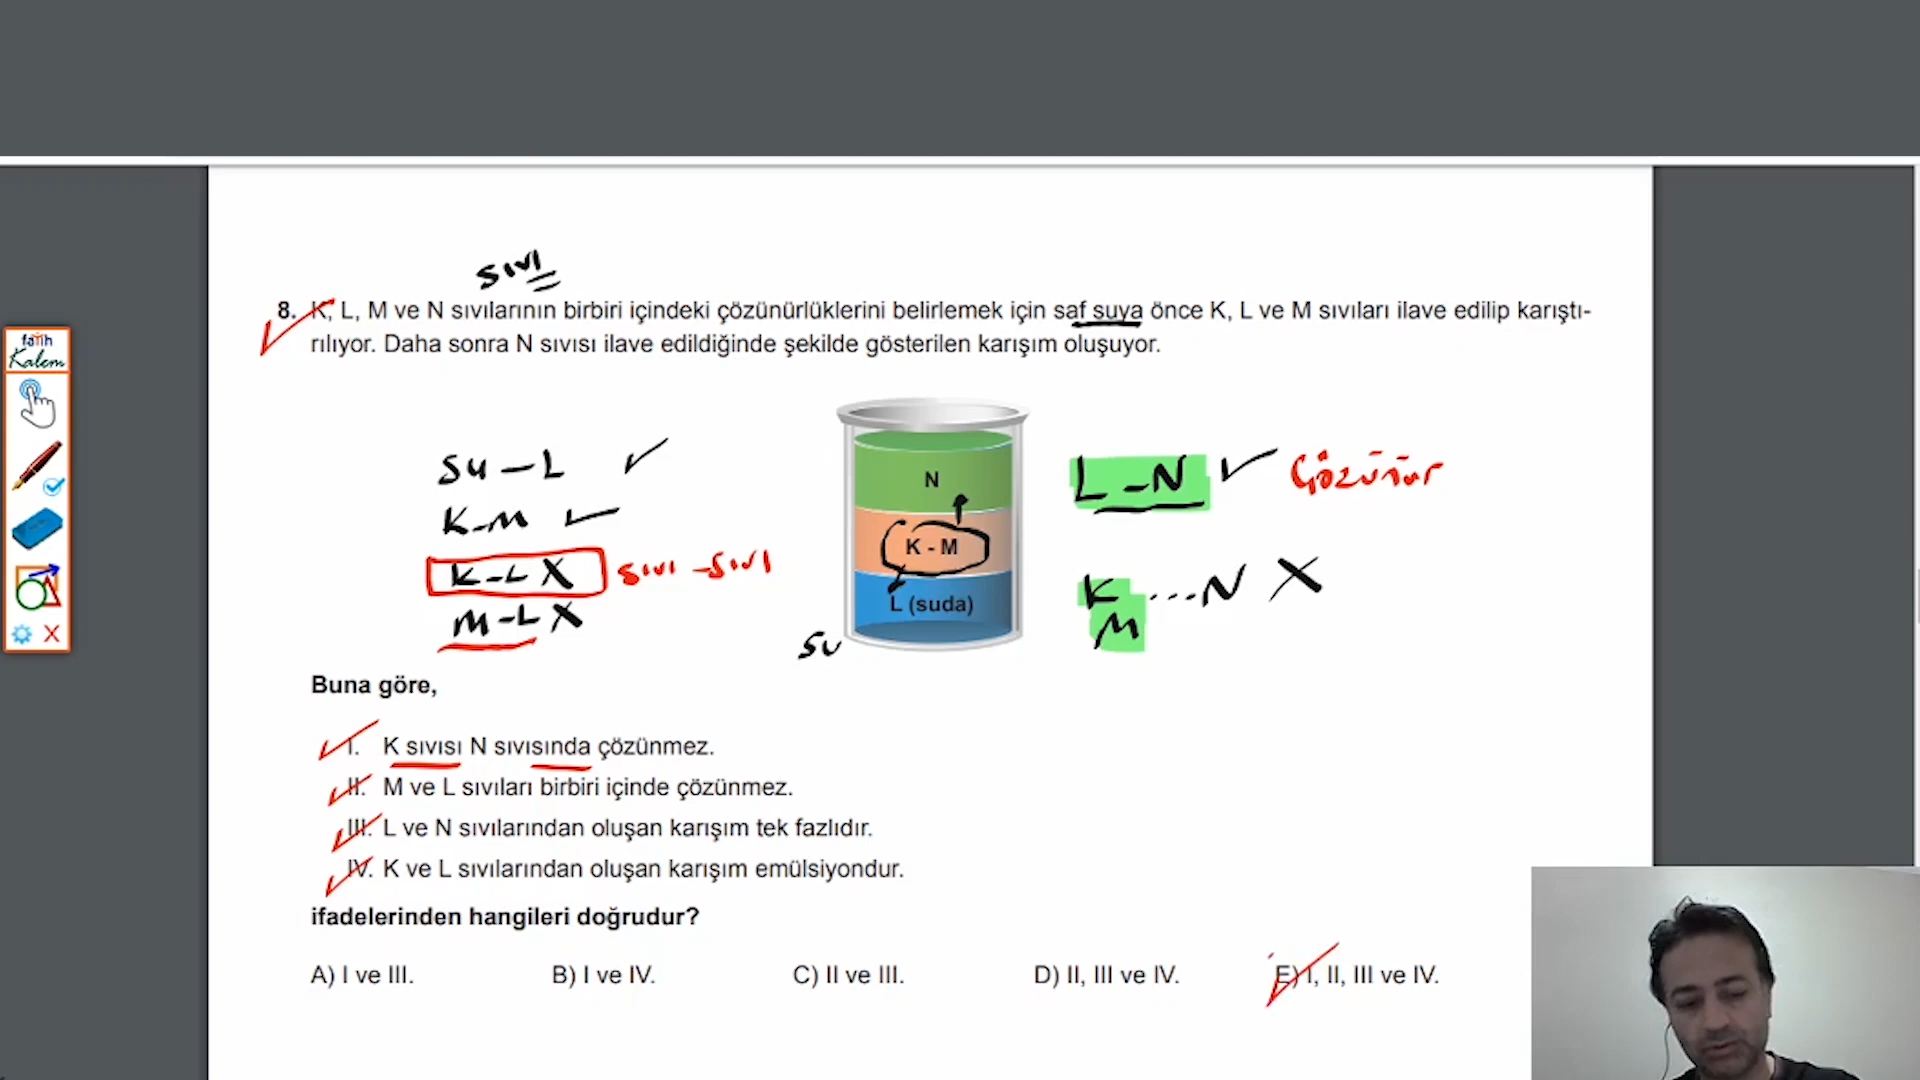 sıvı
8. K, L, M ve N sıvılarının birbiri içindeki çözünürlüklerini belirlemek için saf suya önce K, L ve M sıvıları ilave edilip karıştı-
rılıyor. Daha sonra N sıvısı ilave edildiğinde şekilde gösterilen karışım oluşuyor.
fatih
Kalem
su - L ✓
K-M ✓
K-L X sıvı - sıvı
M-L X
N
K - M
L (suda)
su
L - N ✓ Çözünür
K ... N X
M
Buna göre,
I. K sıvısı N sıvısında çözünmez.
II. M ve L sıvıları birbiri içinde çözünmez.
III. L ve N sıvılarından oluşan karışım tek fazlıdır.
IV. K ve L sıvılarından oluşan karışım emülsiyondur.
ifadelerinden hangileri doğrudur?
A) I ve III. B) I ve IV. C) II ve III. D) II, III ve IV. E) I, II, III ve IV.